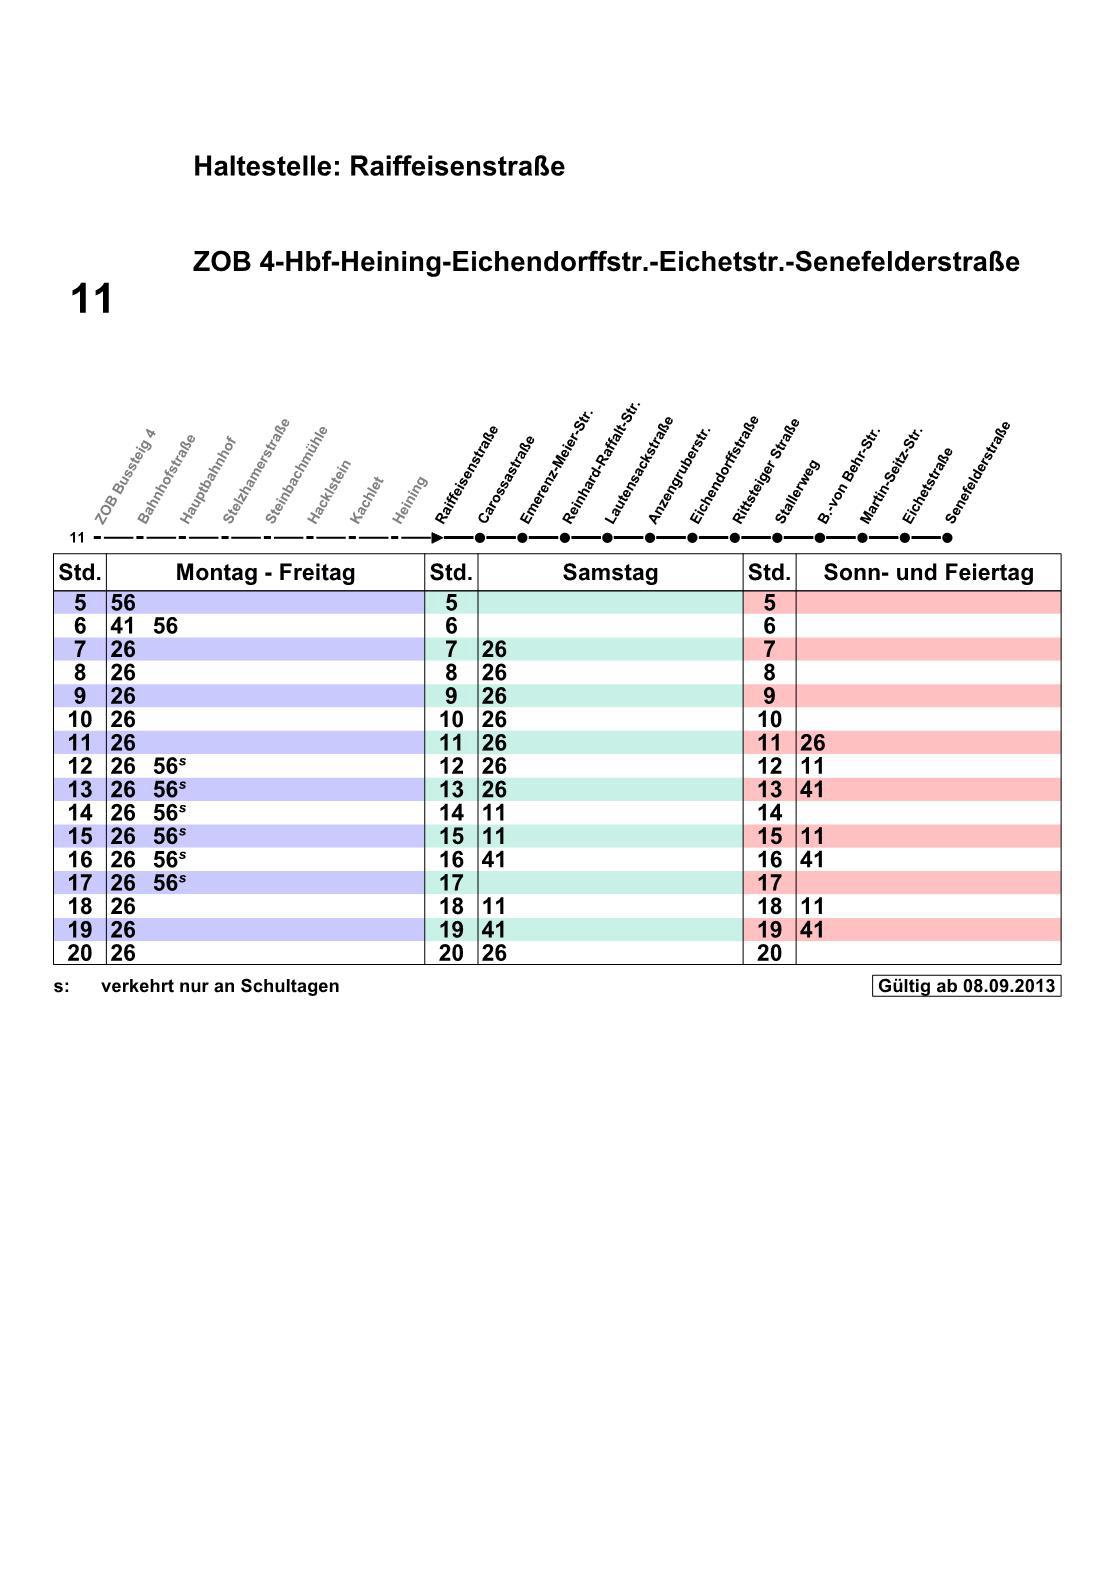 Haltestelle: Raiffeisenstraße
ZOB 4-Hbf-Heining-Eichendorffstr.-Eichetstr.-Senefelderstraße
11
ZOB Bussteig 4
Bahnhofstraße
Hauptbahnhof
Stelzhamerstraße
Steinbachmühle
Hacklstein
Kachlet
Heining
Raiffeisenstraße
Carossastraße
Emerenz-Meier-Str.
Reinhard-Raffalt-Str.
Lautensackstraße
Anzengruberstr.
Eichendorffstraße
Rittsteiger Straße
Stallerweg
B.-von Behr-Str.
Martin-Seitz-Str.
Eichetstraße
Senefelderstraße
11
Std. Montag - Freitag Std. Samstag Std. Sonn- und Feiertag
5 56 5 5
6 41 56 6 6
7 26 7 26 7
8 26 8 26 8
9 26 9 26 9
10 26 10 26 10
11 26 11 26 11 26
12 26 56s 12 26 12 11
13 26 56s 13 26 13 41
14 26 56s 14 11 14
15 26 56s 15 11 15 11
16 26 56s 16 41 16 41
17 26 56s 17 17
18 26 18 11 18 11
19 26 19 41 19 41
20 26 20 26 20
s: verkehrt nur an Schultagen Gültig ab 08.09.2013